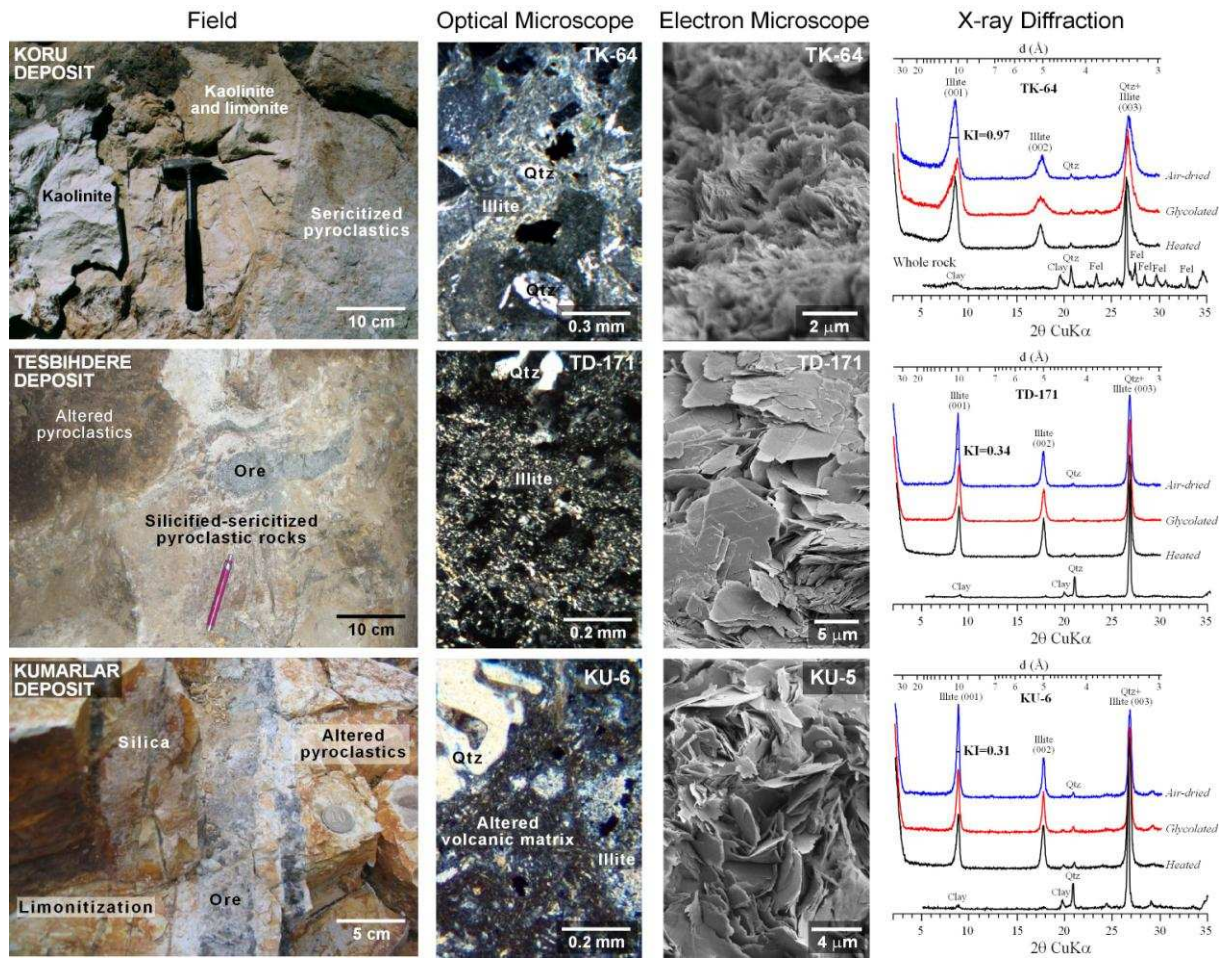 Field
Optical Microscope
Electron Microscope
X-ray Diffraction
KORU
DEPOSIT
Kaolinite
and limonite
Kaolinite
Sericitized
pyroclastics
10 cm
TK-64
Qtz
Illite
Qtz
0.3 mm
TK-64
2 μm
d (Å)
30 20 10 5 4 3
Illite
(001)
TK-64
Qtz+
Illite
(003)
KI=0.97
Illite
(002)
Qtz
Air-dried
Glycolated
Heated
Whole rock
Clay
Clay
Qtz
Fel
Fel
Fel
Fel
Fel
Fel
5 10 15 20 25 30 35
2θ CuKα
TESBIHDERE
DEPOSIT
Altered
pyroclastics
Ore
Silicified-sericitized
pyroclastic rocks
10 cm
Qtz
TD-171
Illite
0.2 mm
TD-171
5 μm
d (Å)
30 20 10 5 4 3
Illite
(001)
TD-171
Qtz+
Illite (003)
KI=0.34
Illite
(002)
Qtz
Air-dried
Glycolated
Heated
Clay
Clay
Qtz
5 10 15 20 25 30 35
2θ CuKα
KUMARLAR
DEPOSIT
Silica
Altered
pyroclastics
Limonitization
Ore
5 cm
KU-6
Qtz
Altered
volcanic matrix
Illite
0.2 mm
KU-5
4 μm
d (Å)
30 20 10 5 4 3
Illite (001)
KU-6
Qtz+
Illite (003)
KI=0.31
Illite
(002)
Qtz
Air-dried
Glycolated
Heated
Clay
Clay
Qtz
5 10 15 20 25 30 35
2θ CuKα